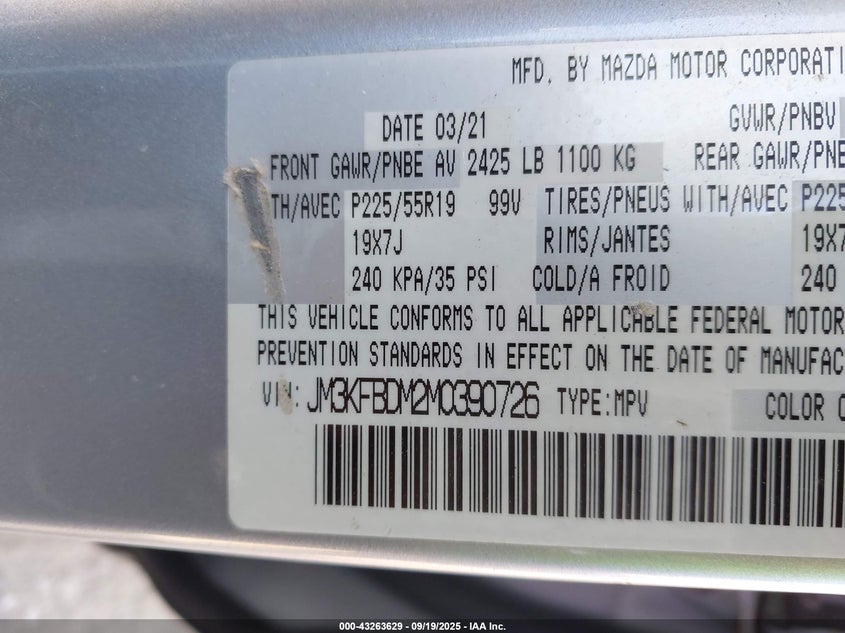 MFD. BY MAZDA MOTOR CORPORATI
DATE 03/21 GVWR/PNBV
FRONT GAWR/PNBE AV 2425 LB 1100 KG REAR GAWR/PNB
TH/AVEC P225/55R19 99V TIRES/PNEUS WITH/AVEC P225
19X7J RIMS/JANTES 19X7
240 KPA/35 PSI COLD/A FROID 240
THIS VEHICLE CONFORMS TO ALL APPLICABLE FEDERAL MOTOR
PREVENTION STANDARDS IN EFFECT ON THE DATE OF MANUFAC
VIN: JM3KFBDM2M0390726 TYPE:MPV COLOR C
000-43263629 - 09/19/2025 - IAA Inc.